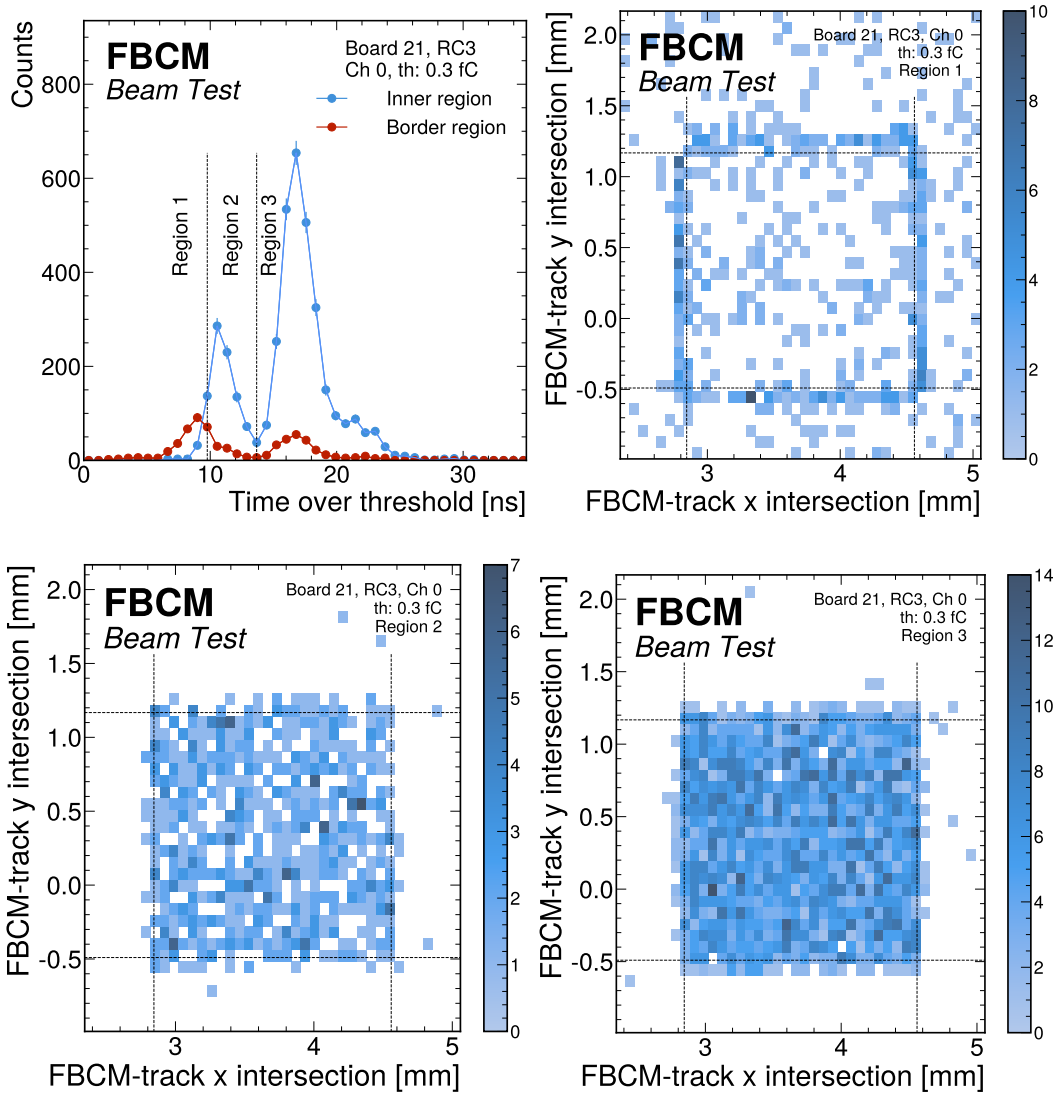 Counts
FBCM
Beam Test
Board 21, RC3
Ch 0, th: 0.3 fC
Inner region
Border region
Region 1
Region 2
Region 3
800
600
400
200
0
0 10 20 30
Time over threshold [ns]
FBCM-track y intersection [mm]
FBCM
Beam Test
Board 21, RC3, Ch 0
th: 0.3 fC
Region 1
2.0
1.5
1.0
0.5
0.0
-0.5
3 4 5
FBCM-track x intersection [mm]
10
8
6
4
2
0
FBCM-track y intersection [mm]
FBCM
Beam Test
Board 21, RC3, Ch 0
th: 0.3 fC
Region 2
2.0
1.5
1.0
0.5
0.0
-0.5
3 4 5
FBCM-track x intersection [mm]
7
6
5
4
3
2
1
0
FBCM-track y intersection [mm]
FBCM
Beam Test
Board 21, RC3, Ch 0
th: 0.3 fC
Region 3
2.0
1.5
1.0
0.5
0.0
-0.5
3 4 5
FBCM-track x intersection [mm]
14
12
10
8
6
4
2
0